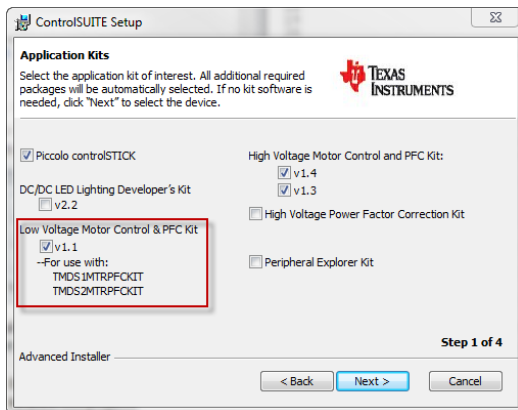 ControlSUITE Setup
Application Kits
Select the application kit of interest. All additional required
packages will be automatically selected. If no kit software is
needed, click "Next" to select the device.
TEXAS
INSTRUMENTS
Piccolo controlSTICK
DC/DC LED Lighting Developer's Kit
v2.2
Low Voltage Motor Control & PFC Kit
v1.1
--For use with:
TMDS1MTRPFCKIT
TMDS2MTRPFCKIT
High Voltage Motor Control and PFC Kit:
v1.4
v1.3
High Voltage Power Factor Correction Kit
Peripheral Explorer Kit
Step 1 of 4
Advanced Installer
< Back
Next >
Cancel